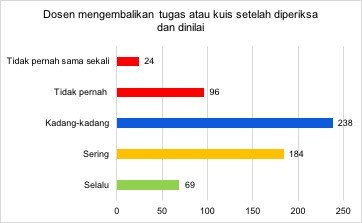 Dosen mengembalikan tugas atau kuis setelah diperiksa
dan dinilai
Tidak pernah sama sekali 24
Tidak pernah 96
Kadang-kadang 238
Sering 184
Selalu 69
0 50 100 150 200 250